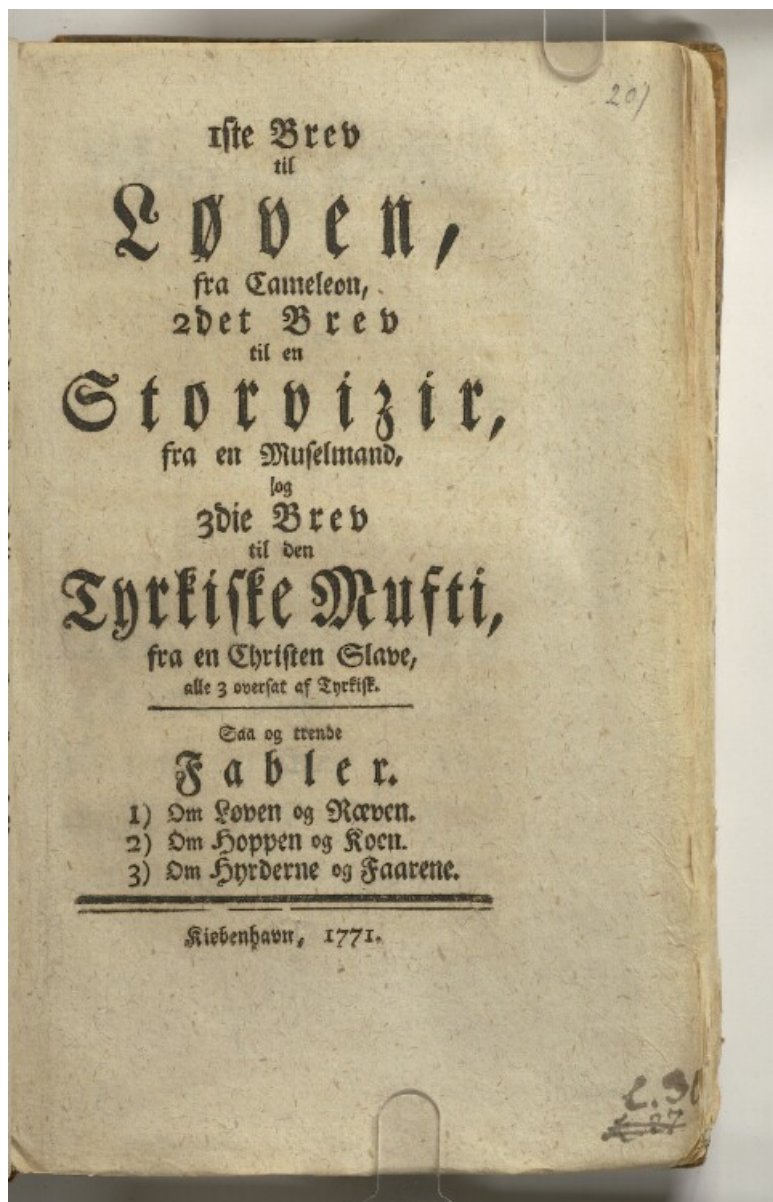 20)
1ste Brev
til
Løven,
fra Cameleon,
2det Brev
til en
Storvizir,
fra en Muselmand,
og
3die Brev
til den
Tyrkiske Mufti,
fra en Christen Slave,
alle 3 oversat af Tyrkisk.
Saa og trende
Fabler.
1) Om Løven og Ræven.
2) Om Hoppen og Koen.
3) Om Hyrderne og Faarene.
Kiøbenhavn, 1771.